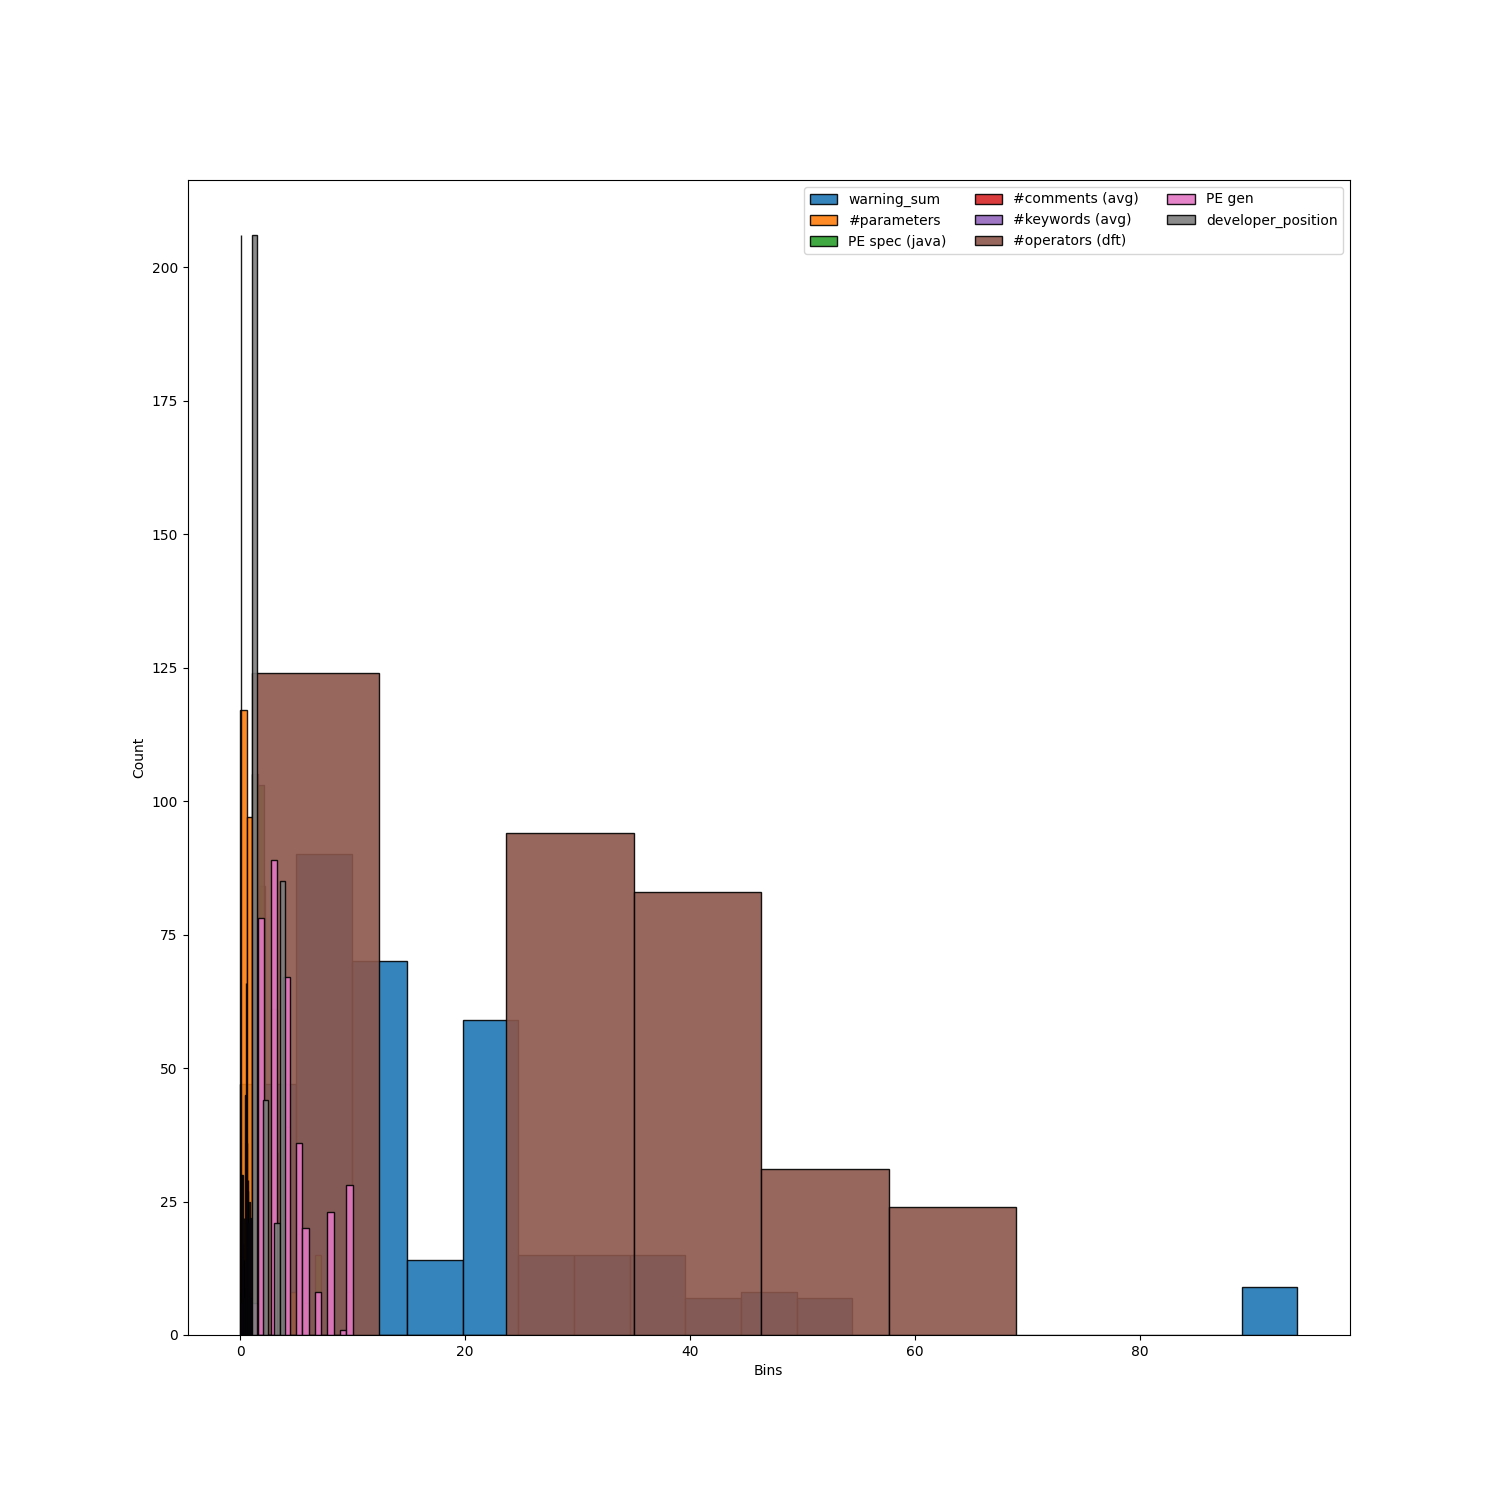 warning_sum
#parameters
PE spec (java)
#comments (avg)
#keywords (avg)
#operators (dft)
PE gen
developer_position
200
175
150
125
100
75
50
25
0
Count
0 20 40 60 80
Bins